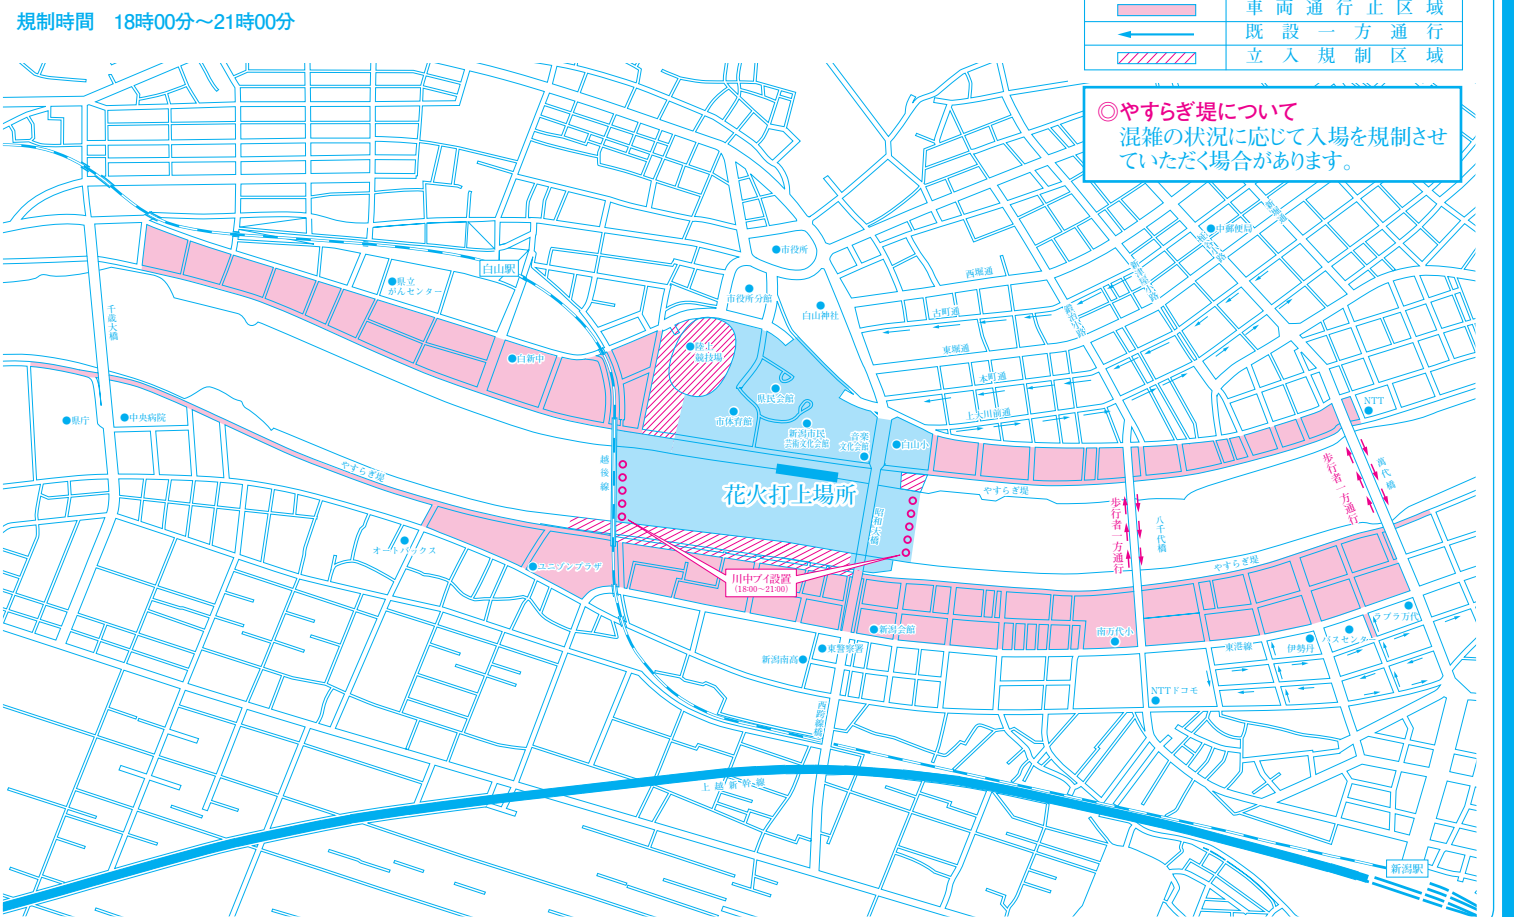 規制時間　18時00分～21時00分
車両通行止区域
既設一方通行
立入規制区域
◎やすらぎ堤について
混雑の状況に応じて入場を規制させ
ていただく場合があります。
中郵便局
市役所
白山駅
県立
がんセンター
西堀通
市役所分館
白山神社
古町通
千歳大橋
東堀通
陸上
競技場
白新中
本町通
県民会館
NTT
上大川前通
市体育館
県庁
中央病院
新潟市民
芸術文化会館
音楽
文化会館
白山小
萬代橋
歩行者一方通行
やすらぎ堤
越後線
花火打上場所
やすらぎ堤
昭和大橋
歩行者一方通行
八千代橋
オートバックス
ユニゾンプラザ
やすらぎ堤
川中ブイ設置
(18:00～21:00)
ラブラ万代
新潟会館
南万代小
バスセンター
東港線
伊勢丹
東警察署
新潟南高
NTTドコモ
西跨線橋
上越新幹線
新潟駅